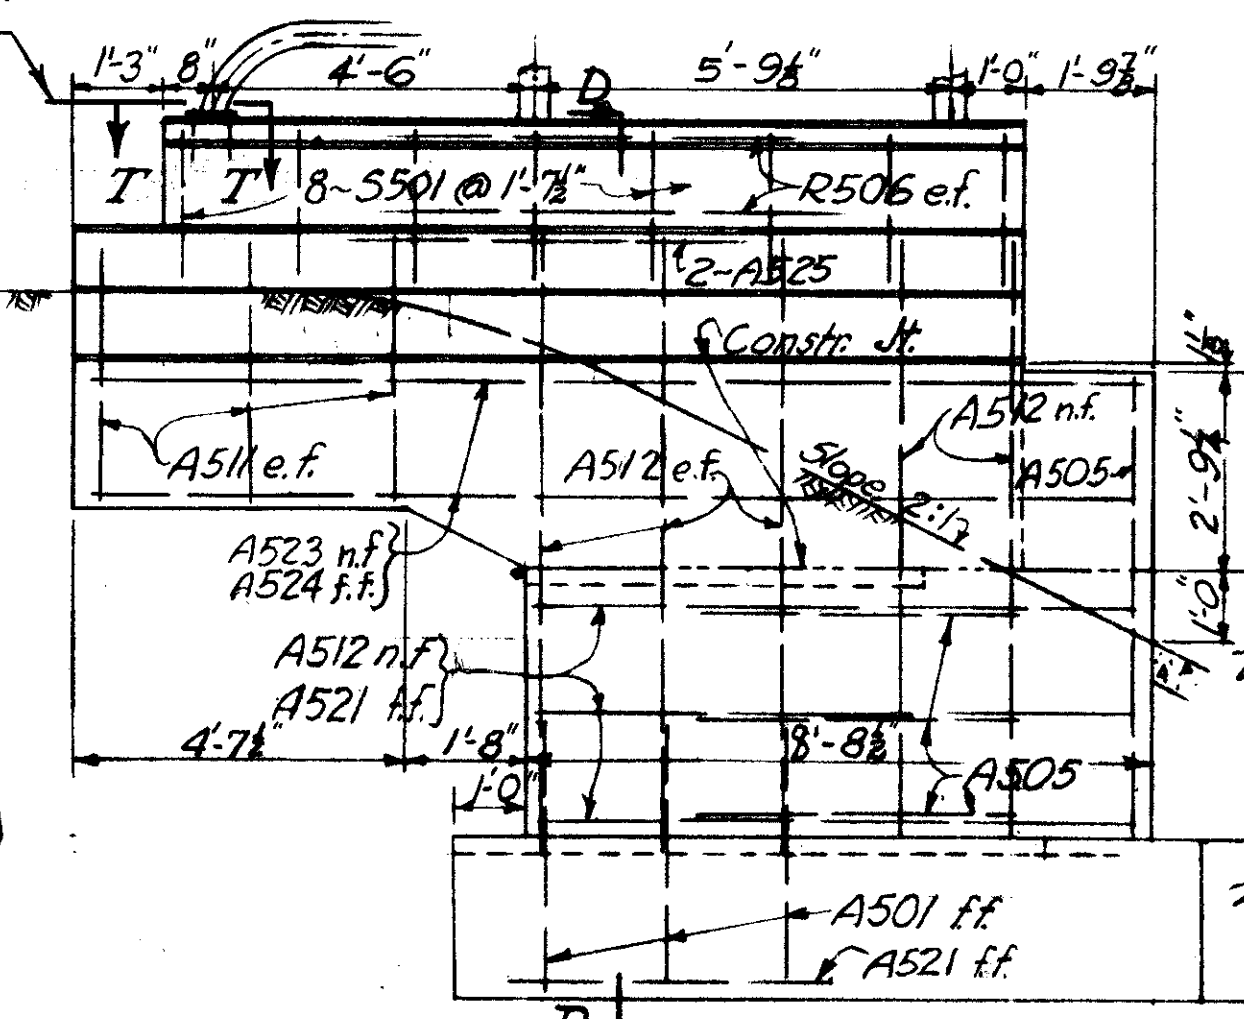 1'-3" 8" 4'-6" 5'-9⅛" 1'-0" 1'-9⅞"
D
T T 8~S501 @ 1'-7½" R506 e.f.
2-A525
Constr. Jt.
A511 e.f. A512 e.f. A512 n.f.
A505
Slope 2:1
2'-9¼"
1'-0"
A523 n.f
A524 f.f.
A512 n.f
A521 f.f.
4'-7½" 1'-8" 8'-8½"
1'-0" A505
A501 f.f.
A521 f.f.